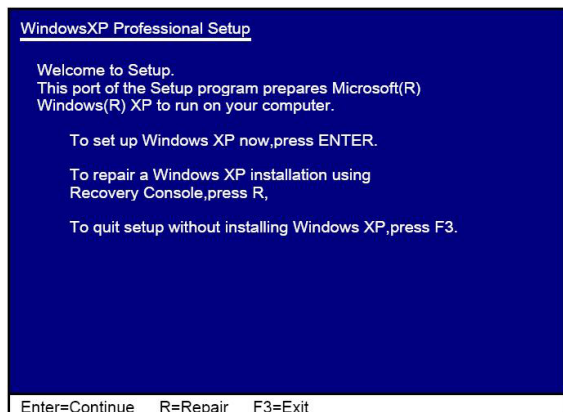 WindowsXP Professional Setup
Welcome to Setup.
This part of the Setup program prepares Microsoft(R)
Windows(R) XP to run on your computer.
To set up Windows XP now,press ENTER.
To repair a Windows XP installation using
Recovery Console,press R,
To quit setup without installing Windows XP,press F3.
Enter=Continue R=Repair F3=Exit